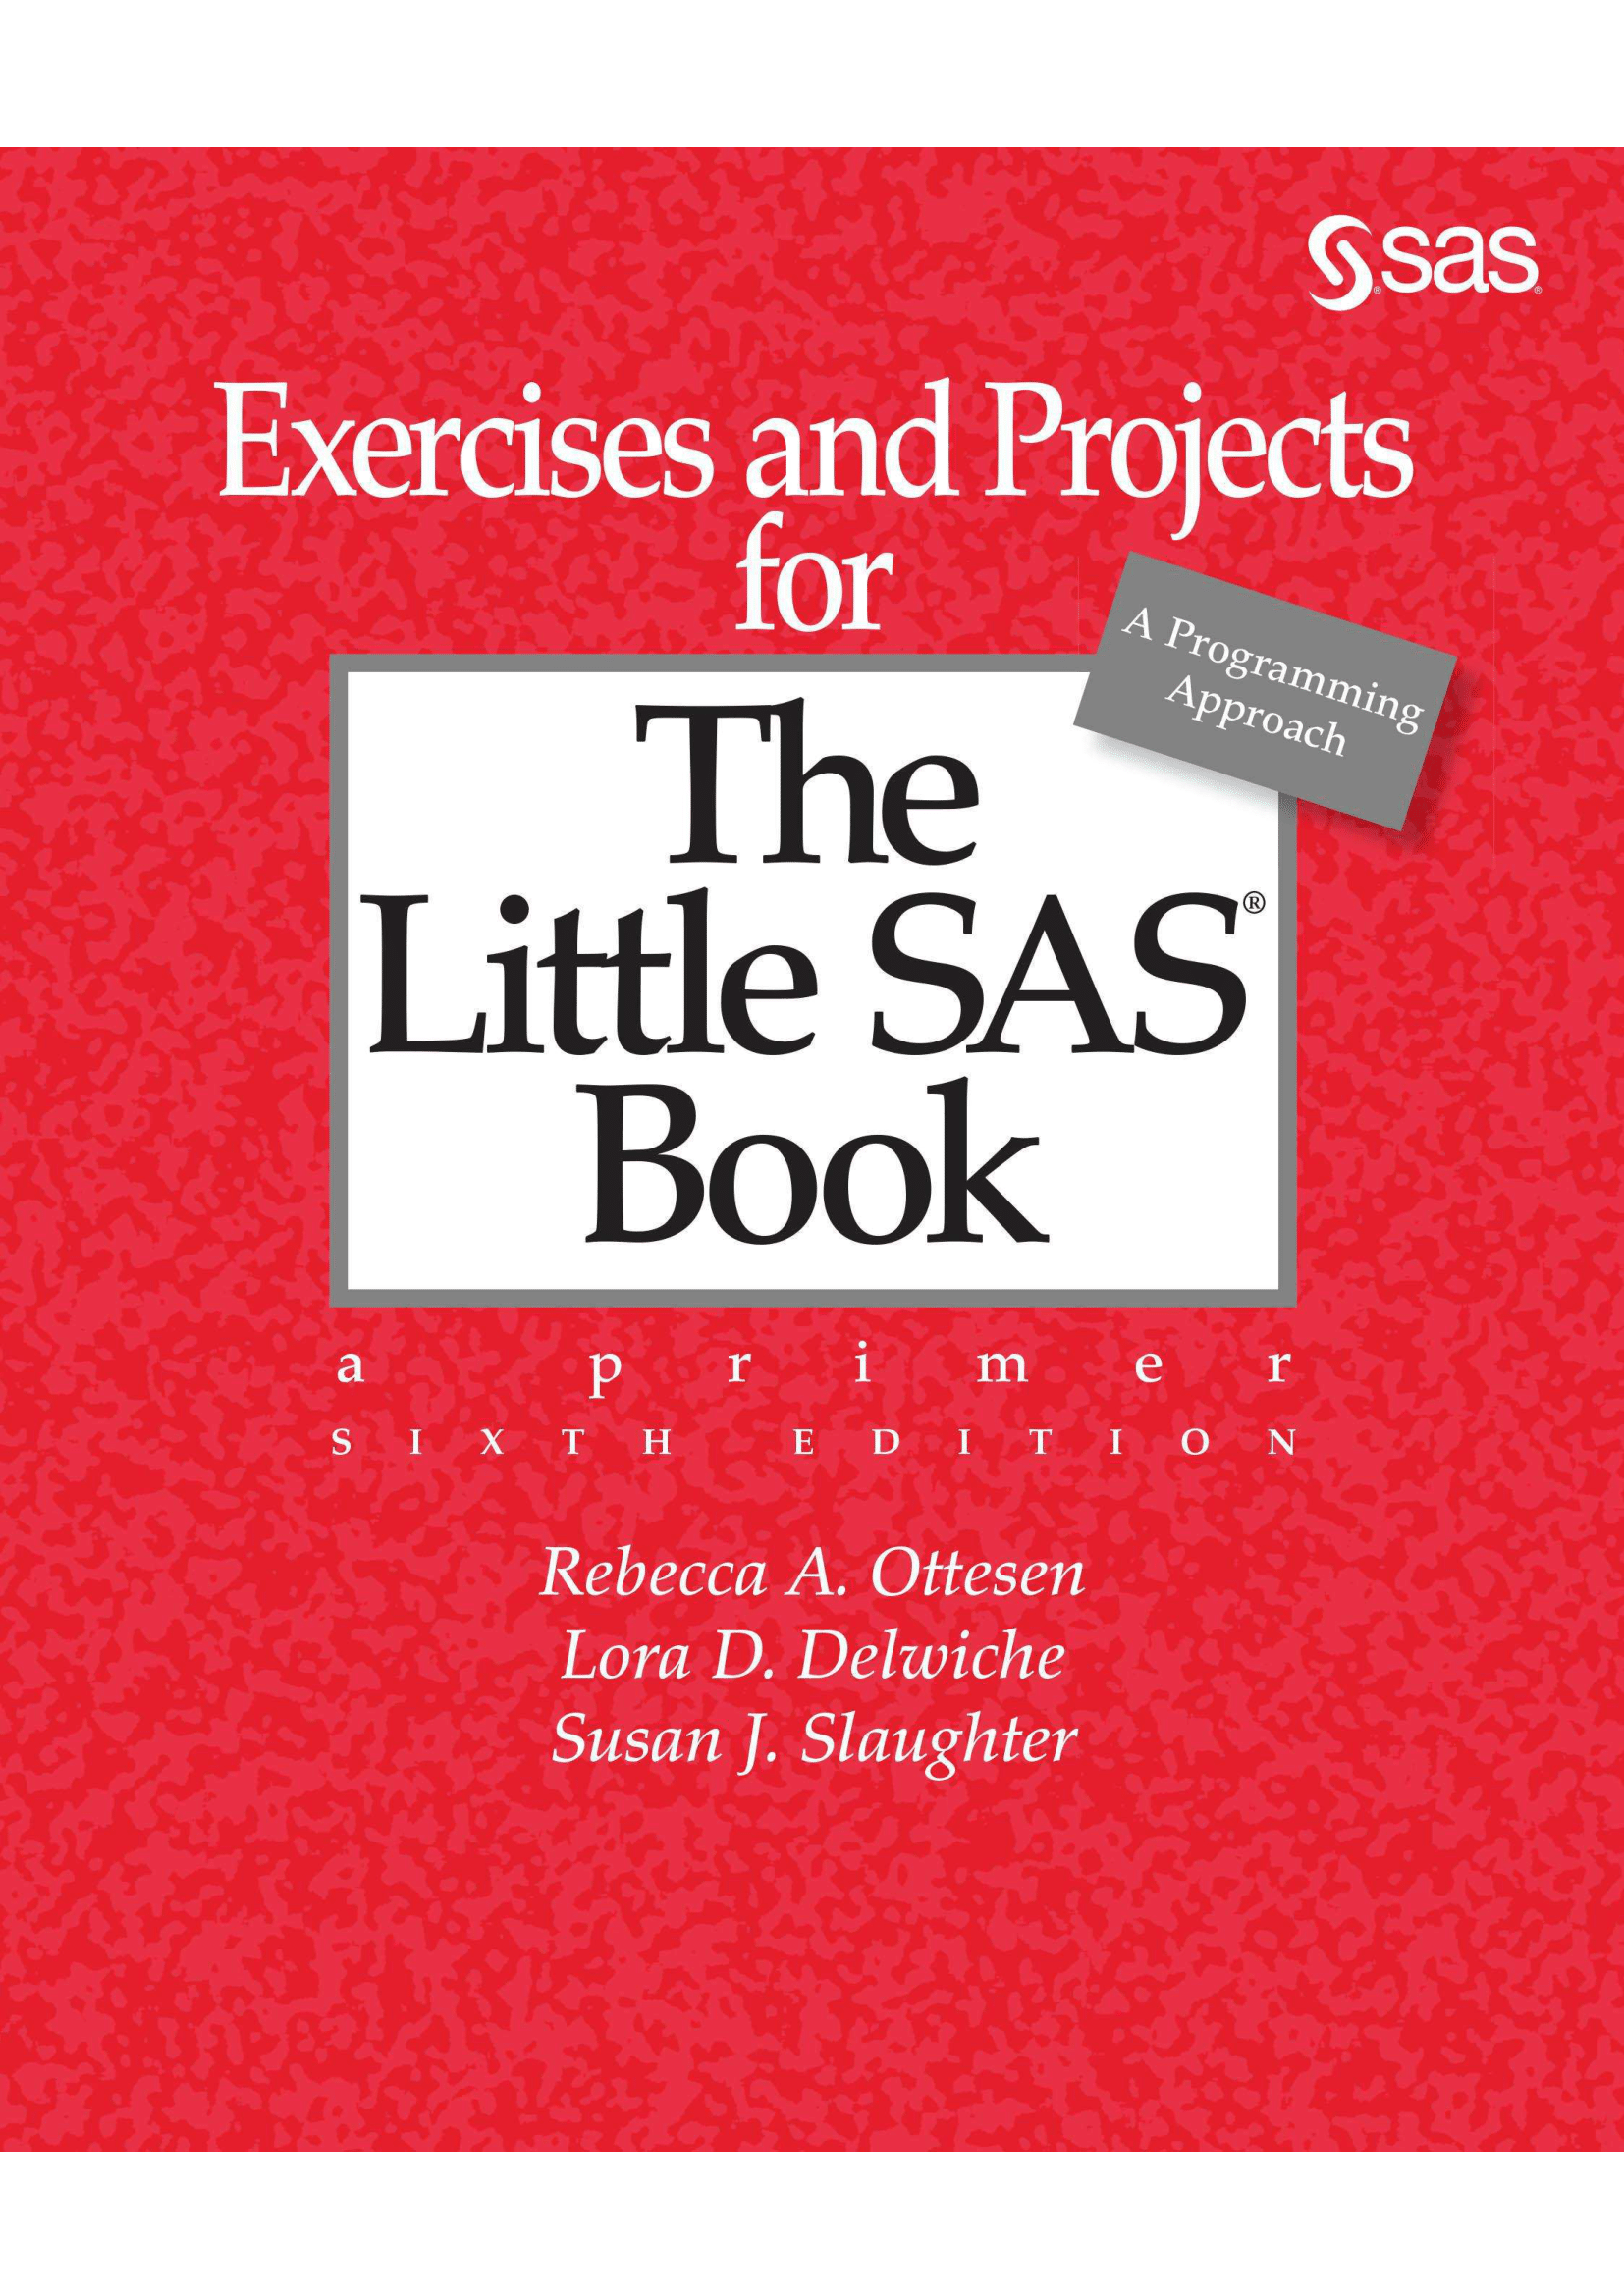 sas
Exercises and Projects
for
A Programming
Approach
The
Little SAS®
Book
a primer
SIXTH EDITION
Rebecca A. Ottesen
Lora D. Delwiche
Susan J. Slaughter